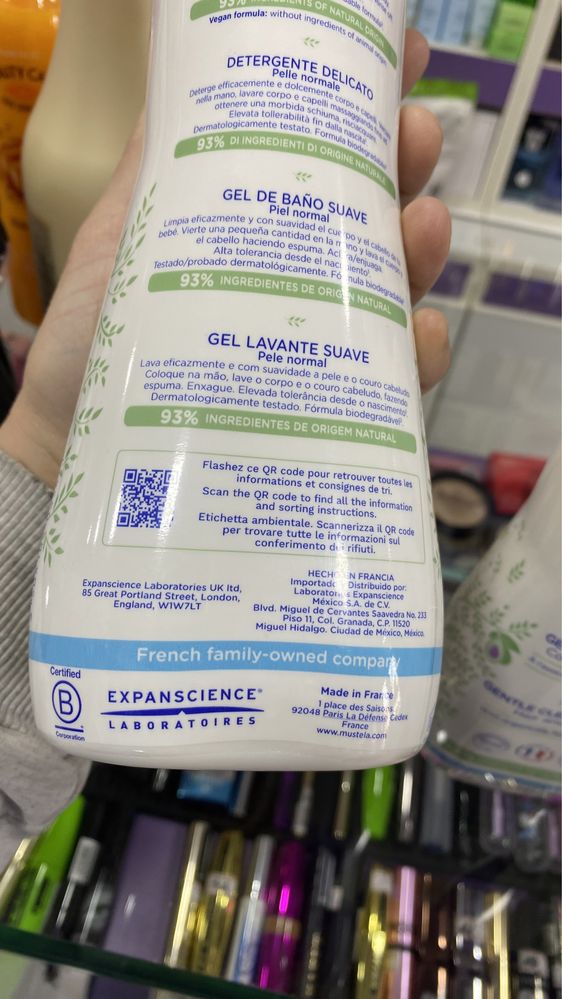 93% INGREDIENTS OF NATURAL ORIGIN
Vegan formula: without ingredients of animal origin
DETERGENTE DELICATO
Pelle normale
Deterge efficacemente e dolcemente corpo e capelli.
nella mano, lavare corpo e capelli massaggiando
ottenere una morbida schiuma, risciacquare.
Elevata tollerabilità fin dalla nascita
Dermatologicamente testato. Formula biodegradabile
93% DI INGREDIENTI DI ORIGINE NATURALE
GEL DE BAÑO SUAVE
Piel normal
Limpia eficazmente y con suavidad el cuerpo y el cabello
bebé. Vierte una pequeña cantidad en la mano y lava el cuerpo y
el cabello haciendo espuma. Aclara/enjuaga.
Alta tolerancia desde el nacimiento
Testado/probado dermatológicamente. Fórmula biodegradable
93% INGREDIENTES DE ORIGEN NATURAL
GEL LAVANTE SUAVE
Pele normal
Lava eficazmente e com suavidade a pele e o couro cabeludo
Coloque na mão, lave o corpo e o couro cabeludo, fazendo
espuma. Enxague. Elevada tolerância desde o nascimento
Dermatologicamente testado. Fórmula biodegradável
93% INGREDIENTES DE ORIGEM NATURAL
Flashez ce QR code pour retrouver toutes les
informations et consignes de tri.
Scan the QR code to find all the information
and sorting instructions.
Etichetta ambientale. Scannerizza il QR code
per trovare tutte le informazioni sul
conferimento dei rifiuti.
Expanscience Laboratories UK ltd,
85 Great Portland Street, London,
England, W1W7LT
HECHO EN FRANCIA
Importado Distribuido por:
Laboratorios Expanscience
México S.A. de C.V.
Blvd. Miguel de Cervantes Saavedra No. 233
Piso 11, Col. Granada, C.P. 11520
Miguel Hidalgo. Ciudad de México, México.
French family-owned company
Certified
B
Corporation
EXPANSCIENCE®
LABORATOIRES
Made in France
1 place des Saisons
92048 Paris La Défense Cedex
France
www.mustela.com